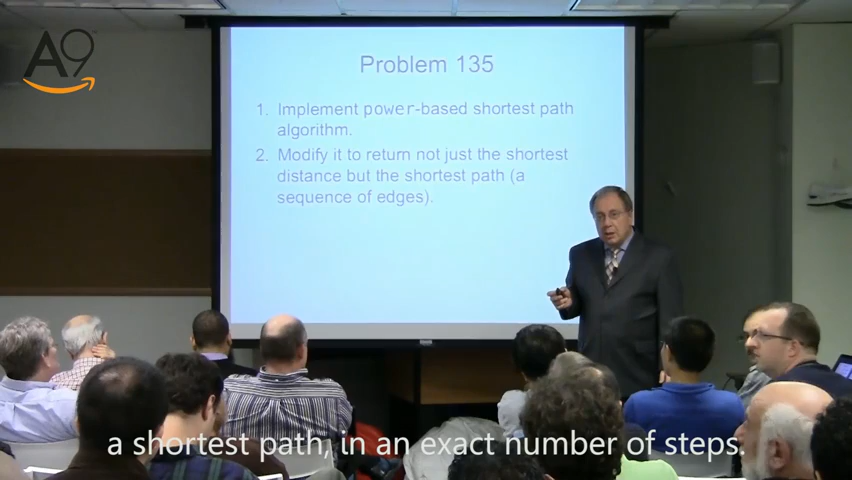 A9™
Problem 135
1. Implement power-based shortest path
algorithm.
2. Modify it to return not just the shortest
distance but the shortest path (a
sequence of edges).
a shortest path, in an exact number of steps.